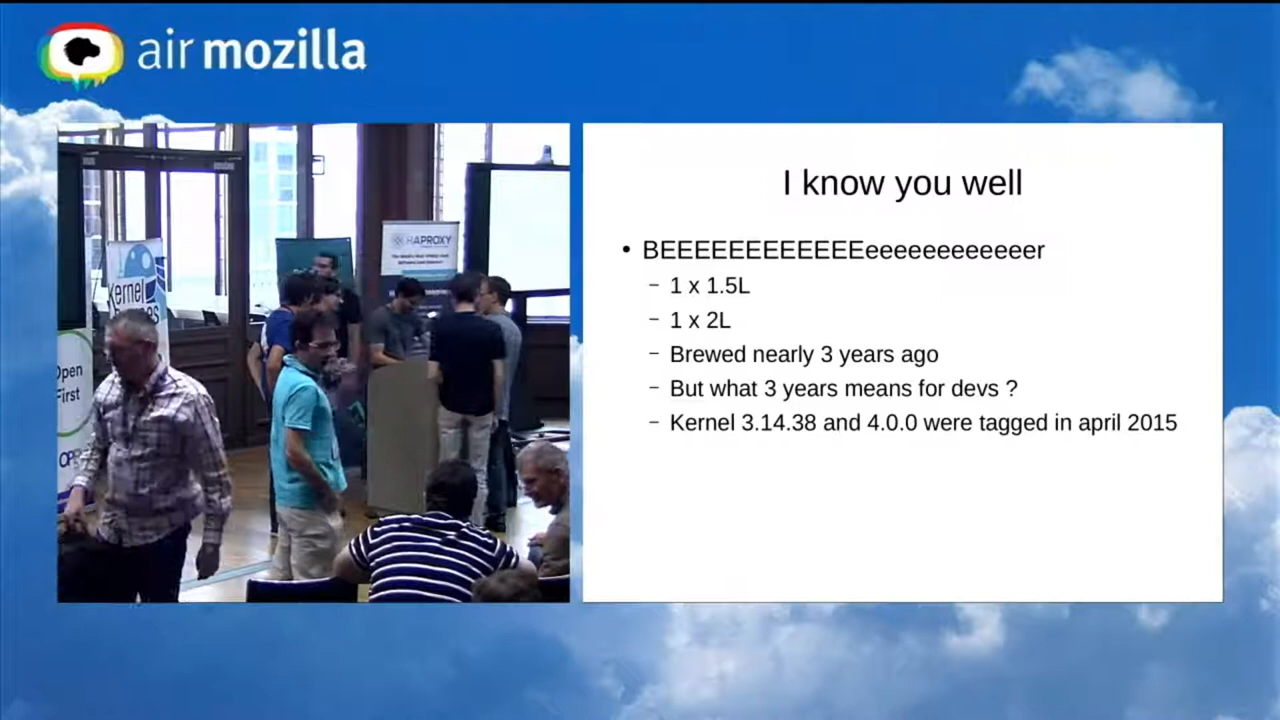 air mozilla
I know you well
• BEEEEEEEEEEEEEeeeeeeeeeeeer
– 1 x 1.5L
– 1 x 2L
– Brewed nearly 3 years ago
– But what 3 years means for devs ?
– Kernel 3.14.38 and 4.0.0 were tagged in april 2015
HAPROXY
Kernel
Open
First